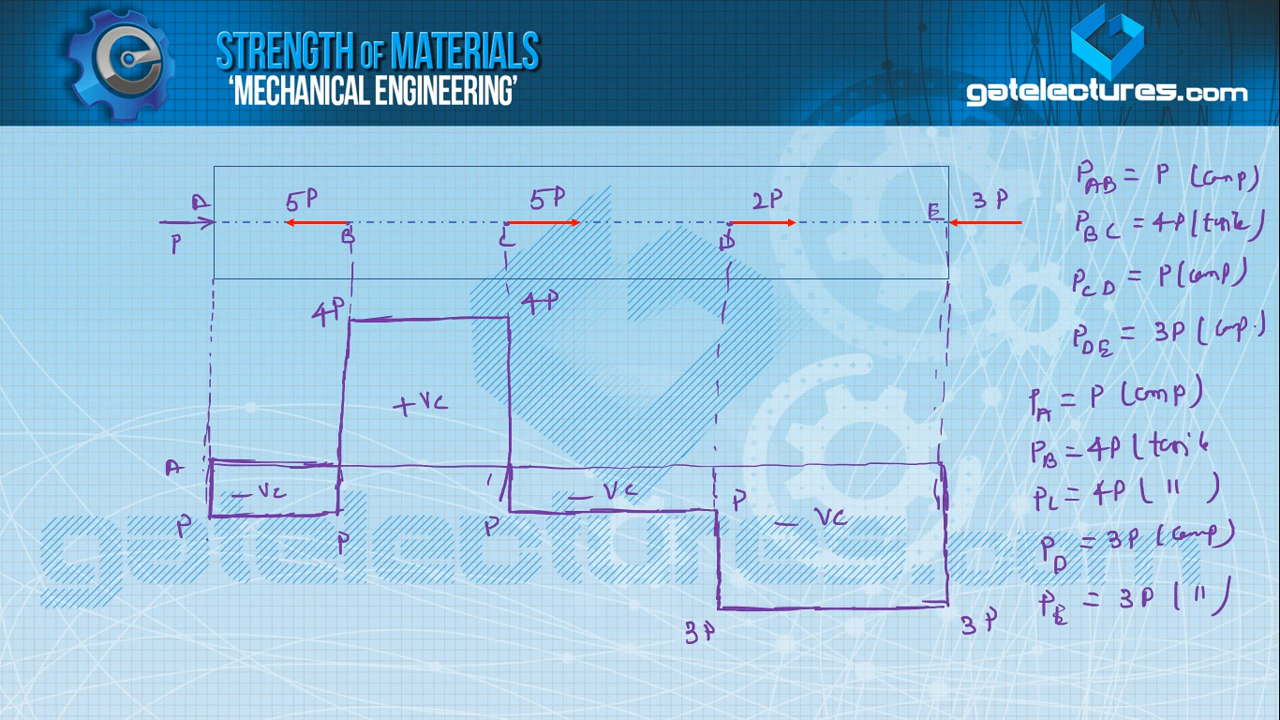 STRENGTH OF MATERIALS
'MECHANICAL ENGINEERING'
gatelectures.com
A 5P 5P 2P E 3P
P B C D
4P 4P
+ve
A
-ve -ve -ve
P P P P
3P 3P
P_AB = P (comp)
P_BC = 4P (tensile)
P_CD = P (comp)
P_DE = 3P (comp.)
P_A = P (comp)
P_B = 4P (tensile
P_C = 4P ( " )
P_D = 3P (comp)
P_E = 3P ( " )
gatelectures.com